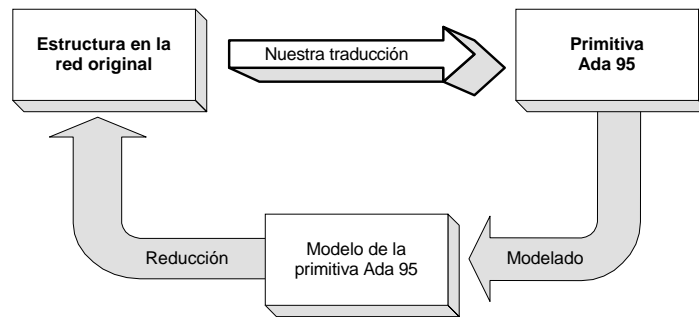 Estructura en la
red original
Nuestra traducción
Primitiva
Ada 95
Reducción
Modelo de la
primitiva Ada 95
Modelado